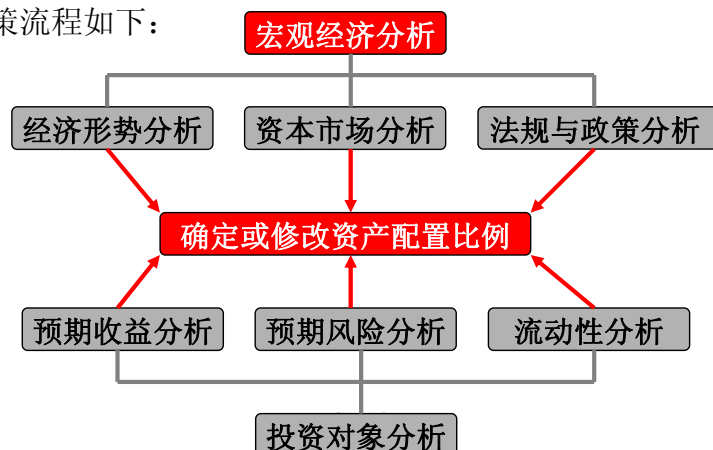 策流程如下：
宏观经济分析
经济形势分析 资本市场分析 法规与政策分析
确定或修改资产配置比例
预期收益分析 预期风险分析 流动性分析
投资对象分析